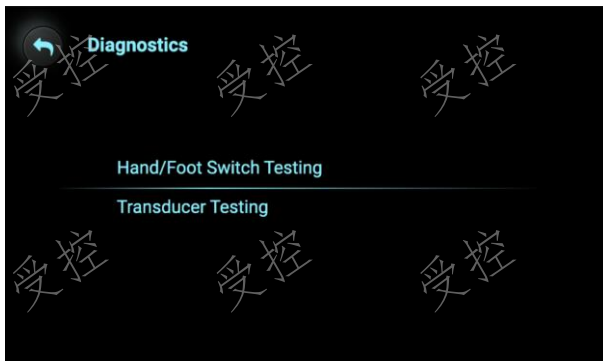 Diagnostics
受控 受控 受控
Hand/Foot Switch Testing
Transducer Testing
受控 受控 受控